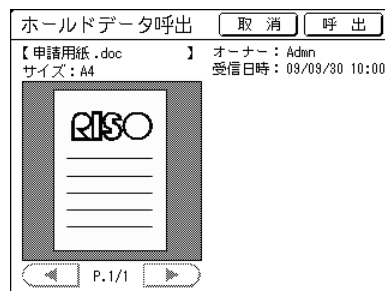 ホールドデータ呼出 取 消 呼 出
【申請用紙.doc 】 オーナー：Admn
サイズ：A4 受信日時：09/09/30 10:00
RISO
P.1/1